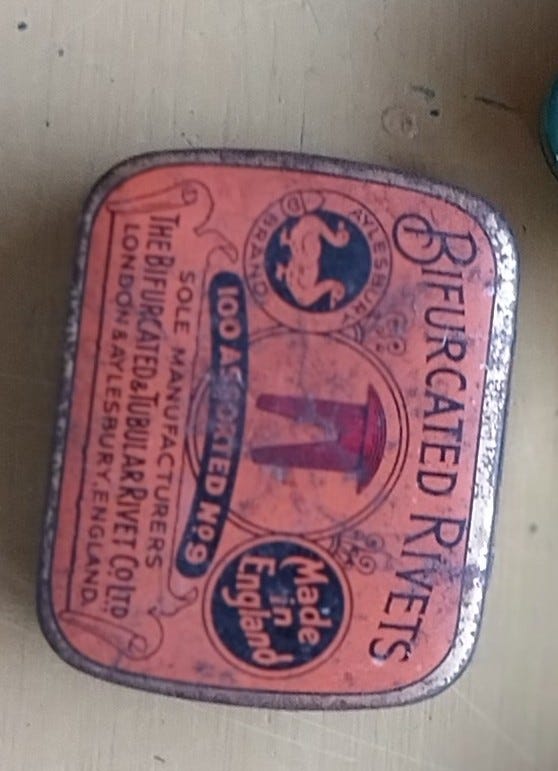 BIFURCATED RIVETS
AYLESBURY
BRAND
Made
in
England
100 ASSORTED NO.9
SOLE MANUFACTURERS
THE BIFURCATED & TUBULAR RIVET CO. LTD.
LONDON & AYLESBURY, ENGLAND.